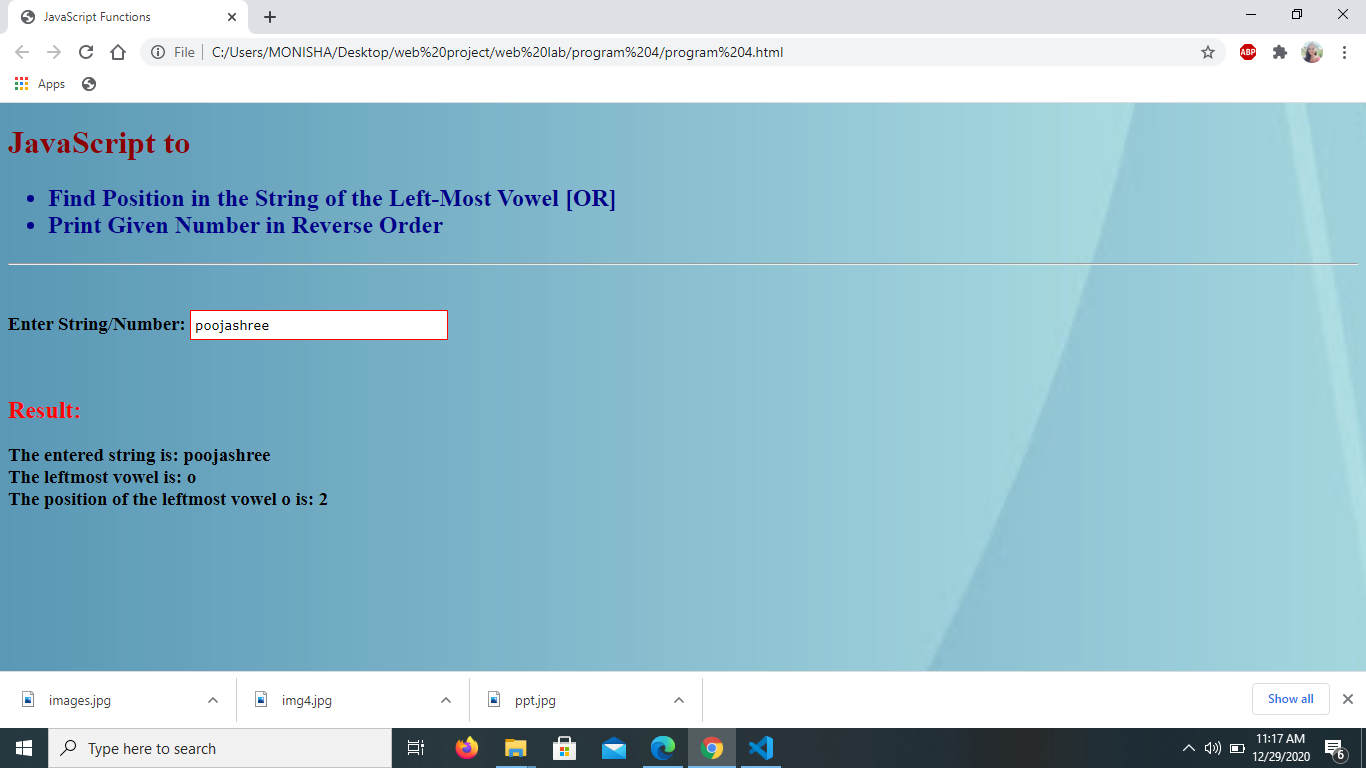 JavaScript Functions
File
C:/Users/MONISHA/Desktop/web%20project/web%20lab/program%204/program%204.html
ABP
Apps
JavaScript to
Find Position in the String of the Left-Most Vowel [OR]
Print Given Number in Reverse Order
Enter String/Number: poojashree
Result:
The entered string is: poojashree
The leftmost vowel is: o
The position of the leftmost vowel o is: 2
images.jpg
img4.jpg
ppt.jpg
Show all
Type here to search
11:17 AM
12/29/2020
6